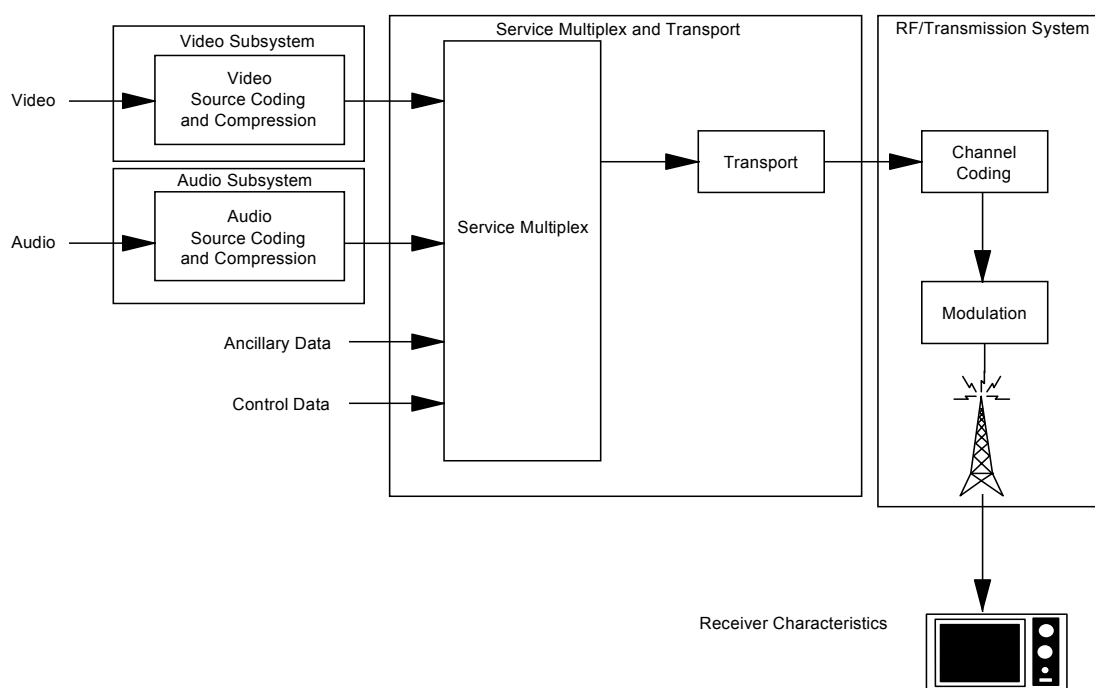 Video Subsystem
Video
Source Coding
and Compression
Video
Audio Subsystem
Audio
Source Coding
and Compression
Audio
Ancillary Data
Control Data
Service Multiplex and Transport
Service Multiplex
Transport
RF/Transmission System
Channel
Coding
Modulation
Receiver Characteristics